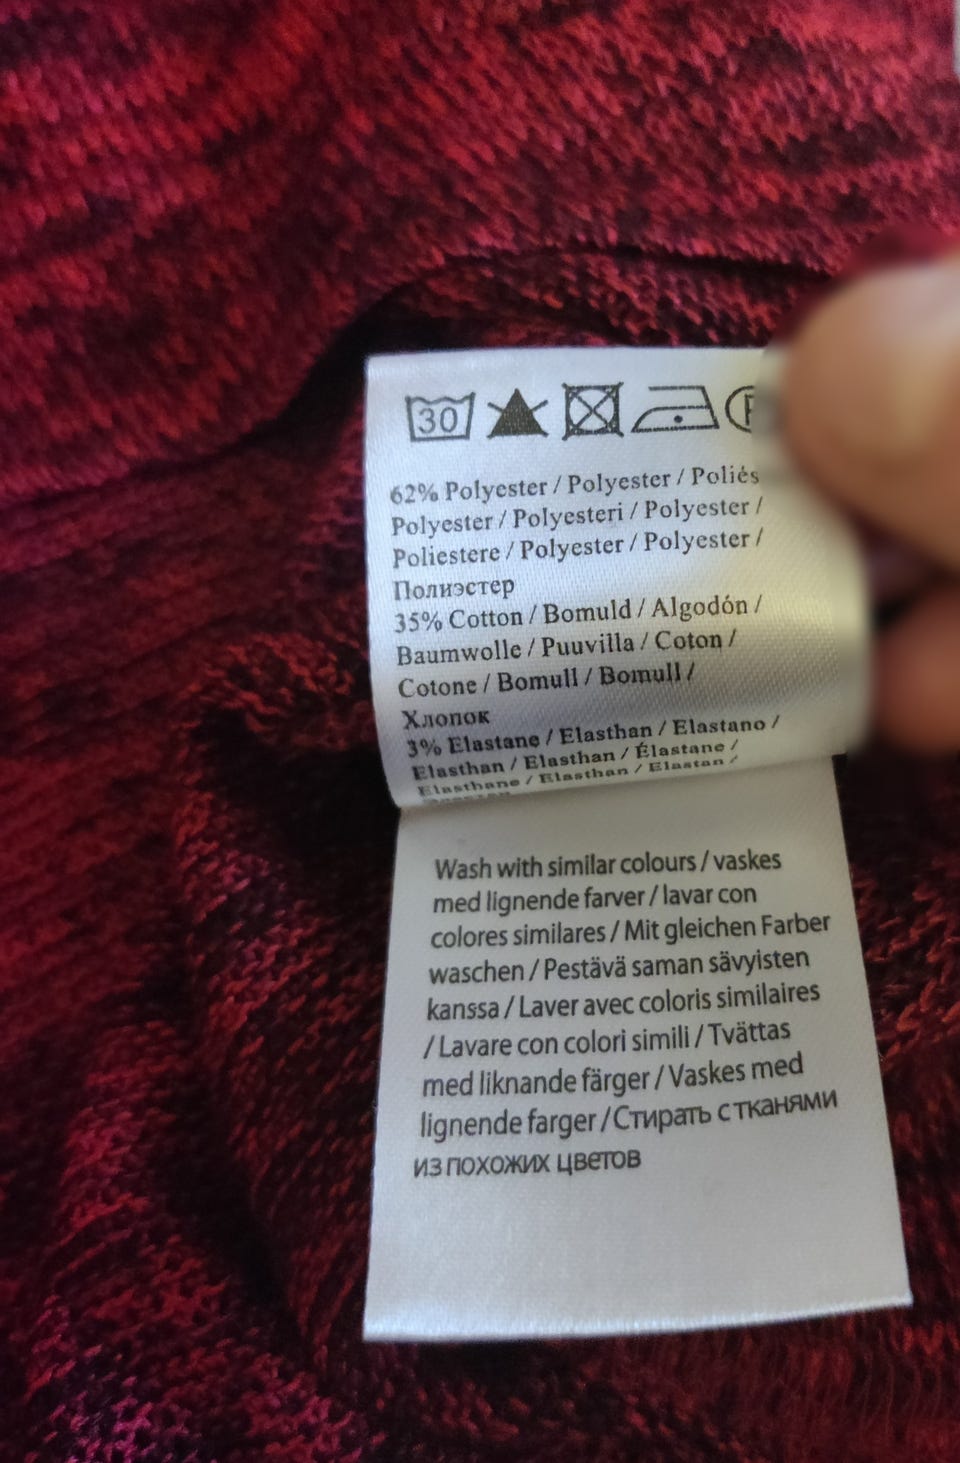 30 P
62% Polyester / Polyester / Poliés
Polyester / Polyesteri / Polyester /
Poliestere / Polyester / Polyester /
Полиэстер
35% Cotton / Bomuld / Algodón /
Baumwolle / Puuvilla / Coton /
Cotone / Bomull / Bomull /
Хлопок
3% Elastane / Elasthan / Elastano /
Elasthan / Elasthan / Élastane /
Elasthane / Elasthan / Elastan /
Wash with similar colours / vaskes
med lignende farver / lavar con
colores similares / Mit gleichen Farber
waschen / Pestävä saman sävyisten
kanssa / Laver avec coloris similaires
/ Lavare con colori simili / Tvättas
med liknande färger / Vaskes med
lignende farger / Стирать с тканями
из похожих цветов